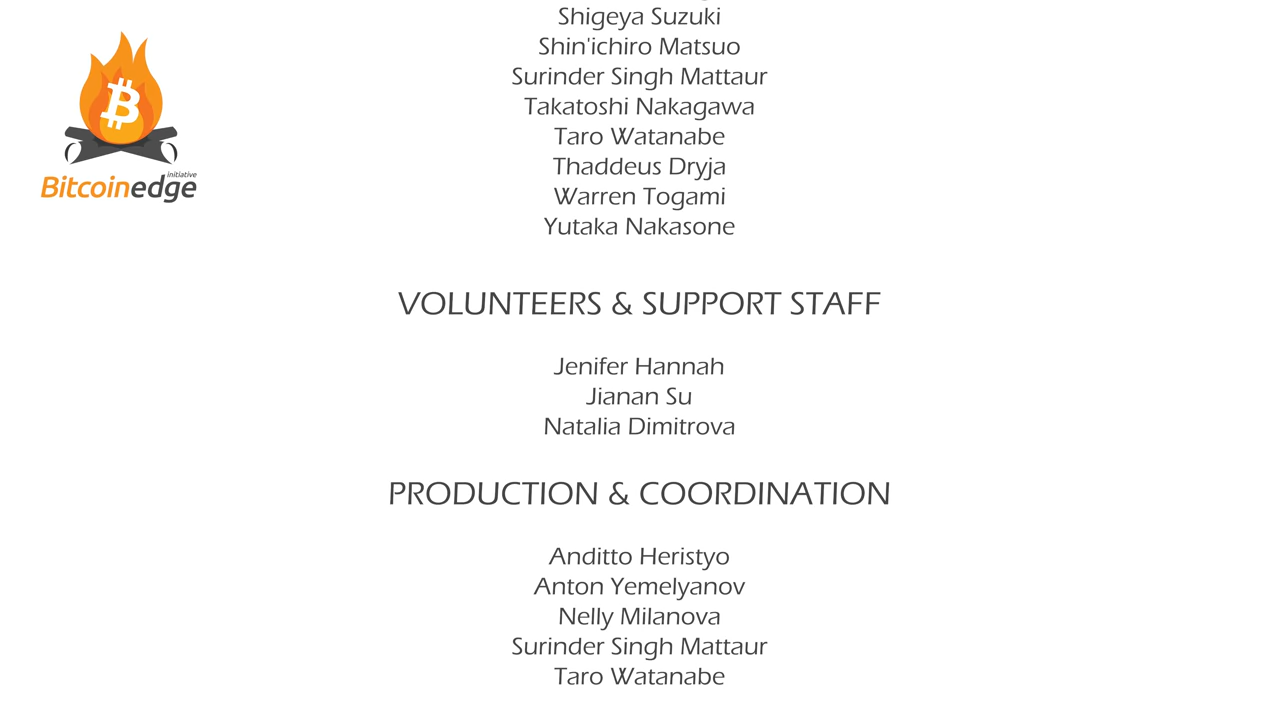 Shigeya Suzuki
Shin'ichiro Matsuo
Surinder Singh Mattaur
Takatoshi Nakagawa
Taro Watanabe
Thaddeus Dryja
Warren Togami
Yutaka Nakasone
initiative
Bitcoinedge
VOLUNTEERS & SUPPORT STAFF
Jenifer Hannah
Jianan Su
Natalia Dimitrova
PRODUCTION & COORDINATION
Anditto Heristyo
Anton Yemelyanov
Nelly Milanova
Surinder Singh Mattaur
Taro Watanabe